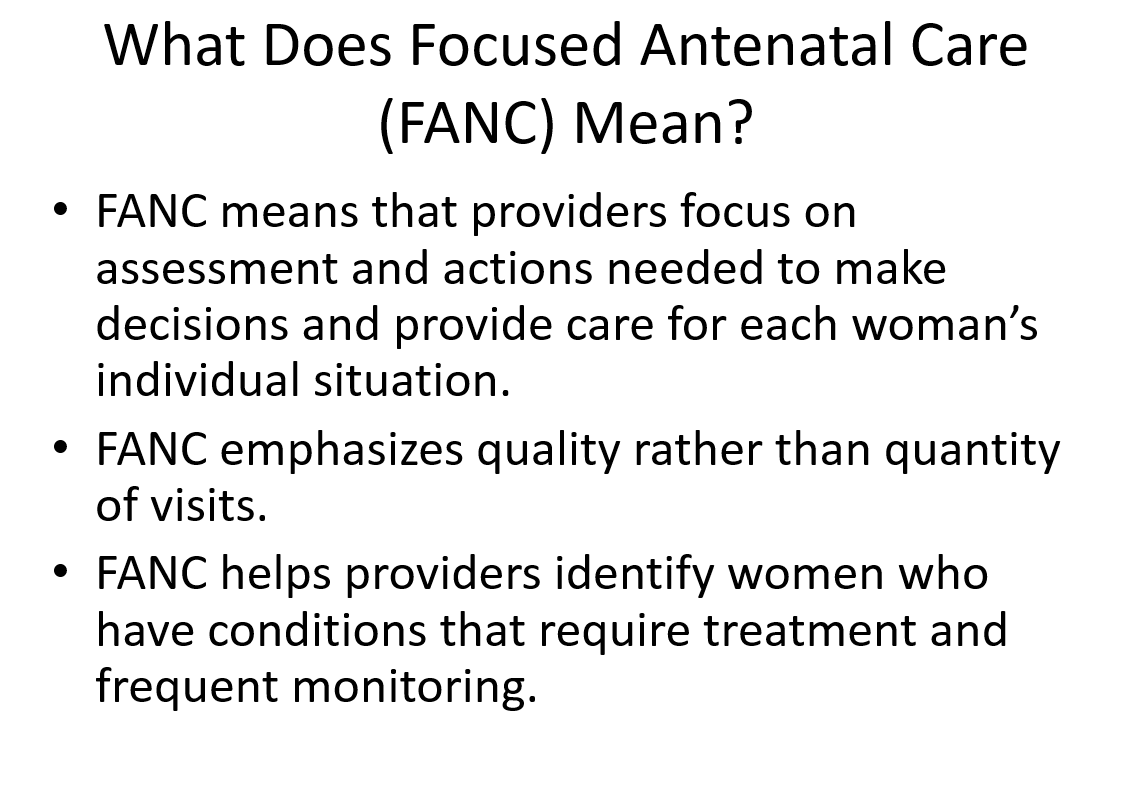 What Does Focused Antenatal Care
(FANC) Mean?
• FANC means that providers focus on
assessment and actions needed to make
decisions and provide care for each woman’s
individual situation.
• FANC emphasizes quality rather than quantity
of visits.
• FANC helps providers identify women who
have conditions that require treatment and
frequent monitoring.